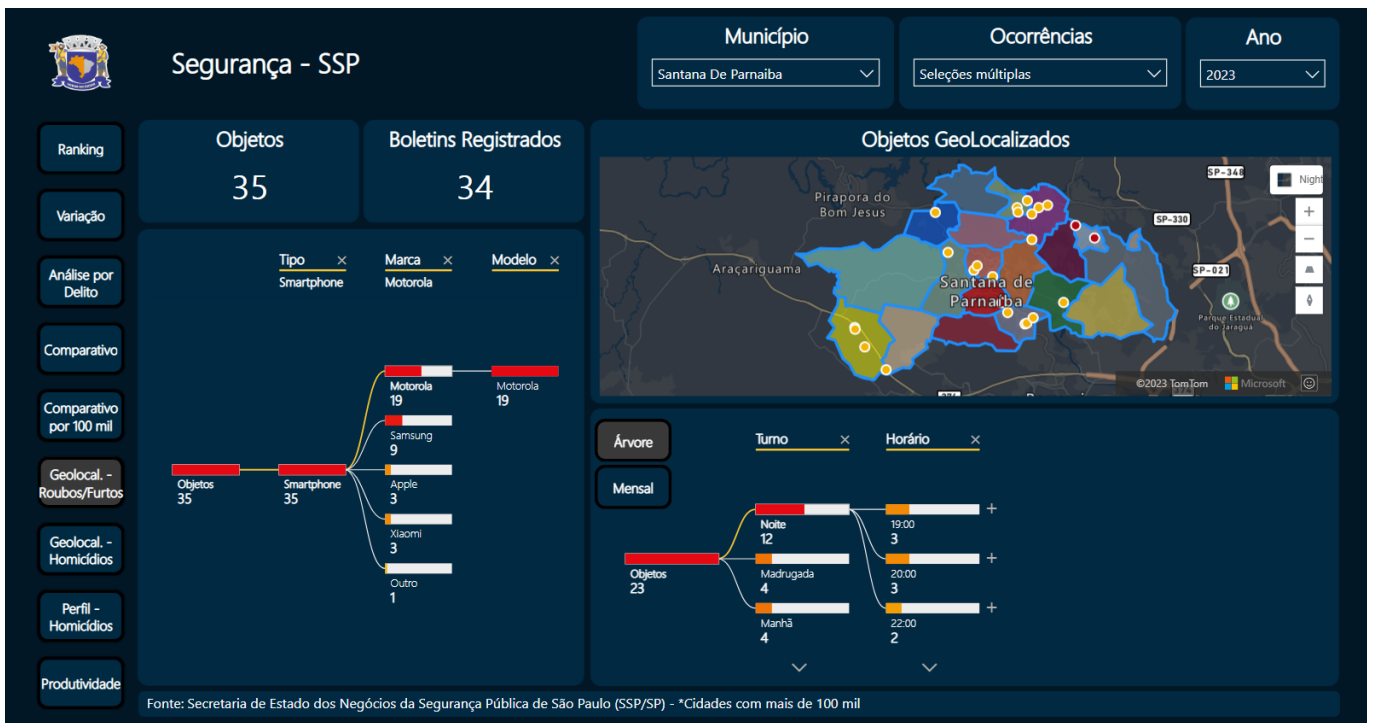 Segurança - SSP
Município
Santana De Parnaiba
Ocorrências
Seleções múltiplas
Ano
2023
Ranking
Variação
Análise por
Delito
Comparativo
Comparativo
por 100 mil
Geolocal. -
Roubos/Furtos
Geolocal. -
Homicídios
Perfil -
Homicídios
Produtividade
Objetos
35
Boletins Registrados
34
Tipo ×
Smartphone
Marca ×
Motorola
Modelo ×
Objetos
35
Smartphone
35
Motorola
19
Samsung
9
Apple
3
Xiaomi
3
Outro
1
Motorola
19
Objetos GeoLocalizados
Pirapora do
Bom Jesus
Araçariguama
Santana de
Parnaíba
SP-348
SP-330
SP-021
Parque Estadual
do Jaragua
Night
+
−
©2023 TomTom
Microsoft
Árvore
Mensal
Turno ×
Horário ×
Objetos
23
Noite
12
Madrugada
4
Manhã
4
19:00
3
+
20:00
3
+
22:00
2
+
Fonte: Secretaria de Estado dos Negócios da Segurança Pública de São Paulo (SSP/SP) - *Cidades com mais de 100 mil